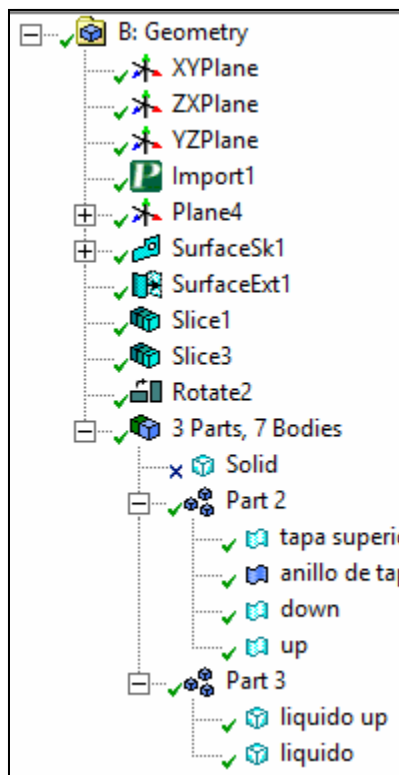 B: Geometry
XYPlane
ZXPlane
YZPlane
P Import1
Plane4
SurfaceSk1
SurfaceExt1
Slice1
Slice3
Rotate2
3 Parts, 7 Bodies
Solid
Part 2
tapa superi
anillo de tap
down
up
Part 3
liquido up
liquido